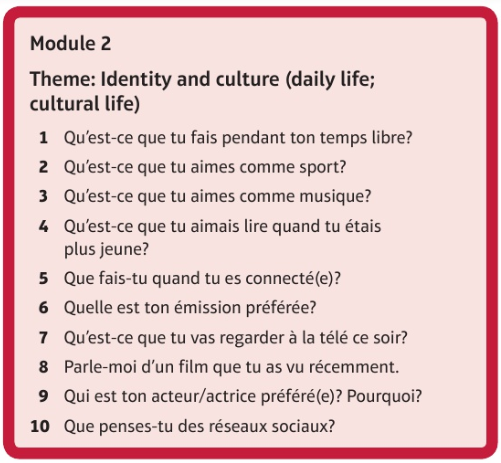 Module 2
Theme: Identity and culture (daily life;
cultural life)
1 Qu'est-ce que tu fais pendant ton temps libre?
2 Qu'est-ce que tu aimes comme sport?
3 Qu'est-ce que tu aimes comme musique?
4 Qu'est-ce que tu aimais lire quand tu étais
plus jeune?
5 Que fais-tu quand tu es connecté(e)?
6 Quelle est ton émission préférée?
7 Qu'est-ce que tu vas regarder à la télé ce soir?
8 Parle-moi d'un film que tu as vu récemment.
9 Qui est ton acteur/actrice préféré(e)? Pourquoi?
10 Que penses-tu des réseaux sociaux?